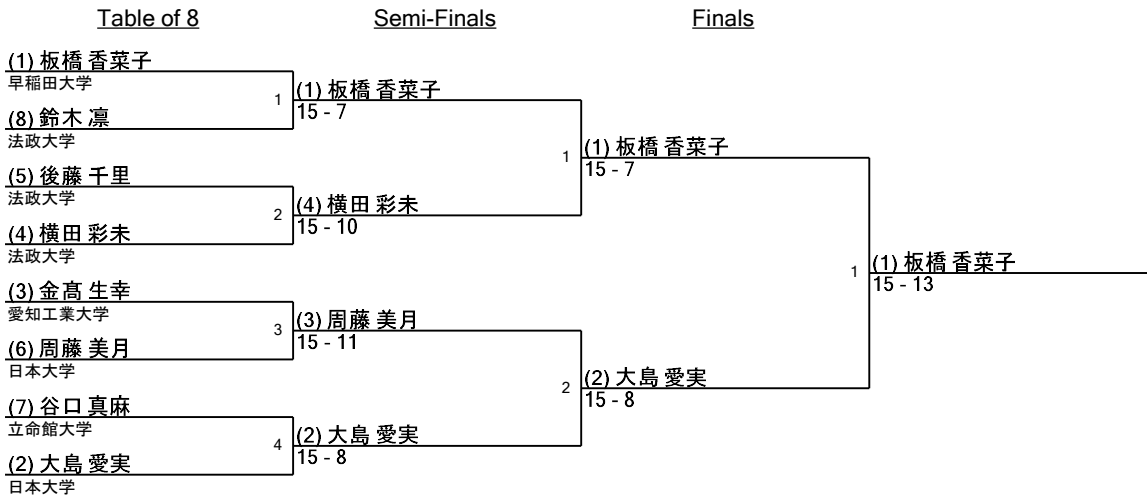 Table of 8
Semi-Finals
Finals
(1) 板橋 香菜子
早稲田大学
(8) 鈴木 凛
法政大学
(5) 後藤 千里
法政大学
(4) 横田 彩未
法政大学
(3) 金髙 生幸
愛知工業大学
(6) 周藤 美月
日本大学
(7) 谷口 真麻
立命館大学
(2) 大島 愛実
日本大学
1
(1) 板橋 香菜子
15 - 7
2
(4) 横田 彩未
15 - 10
3
(3) 周藤 美月
15 - 11
4
(2) 大島 愛実
15 - 8
1
(1) 板橋 香菜子
15 - 7
2
(2) 大島 愛実
15 - 8
1
(1) 板橋 香菜子
15 - 13